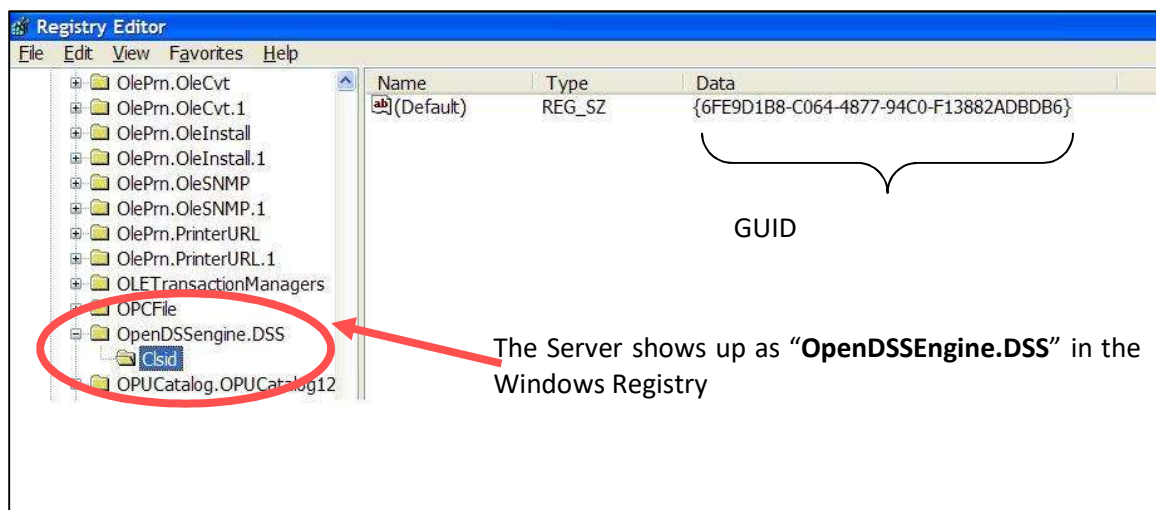 Registry Editor
File Edit View Favorites Help
OlePrn.OleCvt
OlePrn.OleCvt.1
OlePrn.OleInstall
OlePrn.OleInstall.1
OlePrn.OleSNMP
OlePrn.OleSNMP.1
OlePrn.PrinterURL
OlePrn.PrinterURL.1
OLETransactionManagers
OPCFile
OpenDSSengine.DSS
Clsid
OPUCatalog.OPUCatalog12
Name Type Data
ab (Default) REG_SZ {6FE9D1B8-C064-4877-94C0-F13882ADBDB6}
GUID
The Server shows up as “OpenDSSEngine.DSS” in the
Windows Registry